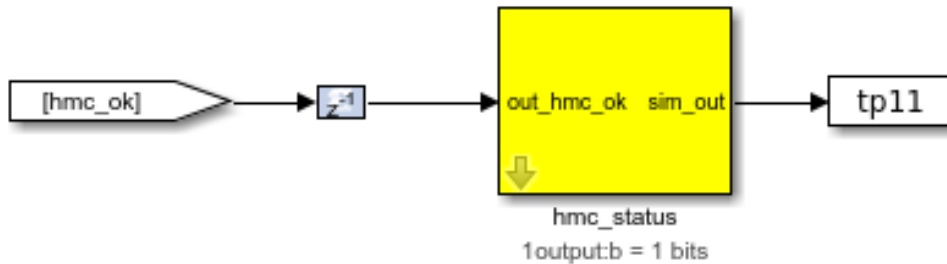 [hmc_ok]
z-1
out_hmc_ok
sim_out
tp11
hmc_status
1output:b = 1 bits